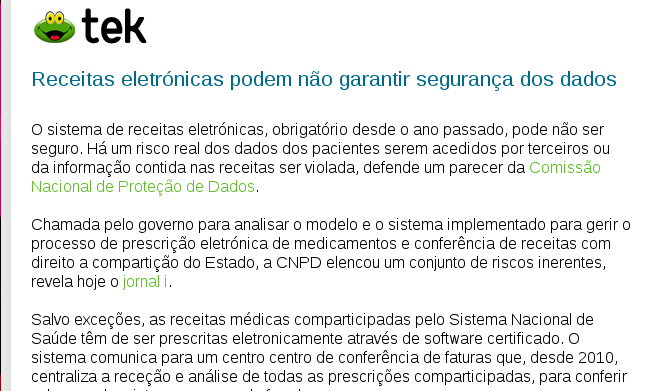 tek
Receitas eletrónicas podem não garantir segurança dos dados
O sistema de receitas eletrónicas, obrigatório desde o ano passado, pode não ser
seguro. Há um risco real dos dados dos pacientes serem acedidos por terceiros ou
da informação contida nas receitas ser violada, defende um parecer da Comissão
Nacional de Proteção de Dados.
Chamada pelo governo para analisar o modelo e o sistema implementado para gerir o
processo de prescrição eletrónica de medicamentos e conferência de receitas com
direito a compartição do Estado, a CNPD elencou um conjunto de riscos inerentes,
revela hoje o jornal i.
Salvo exceções, as receitas médicas comparticipadas pelo Sistema Nacional de
Saúde têm de ser prescritas eletronicamente através de software certificado. O
sistema comunica para um centro centro de conferência de faturas que, desde 2010,
centraliza a receção e análise de todas as prescrições comparticipadas, para conferir